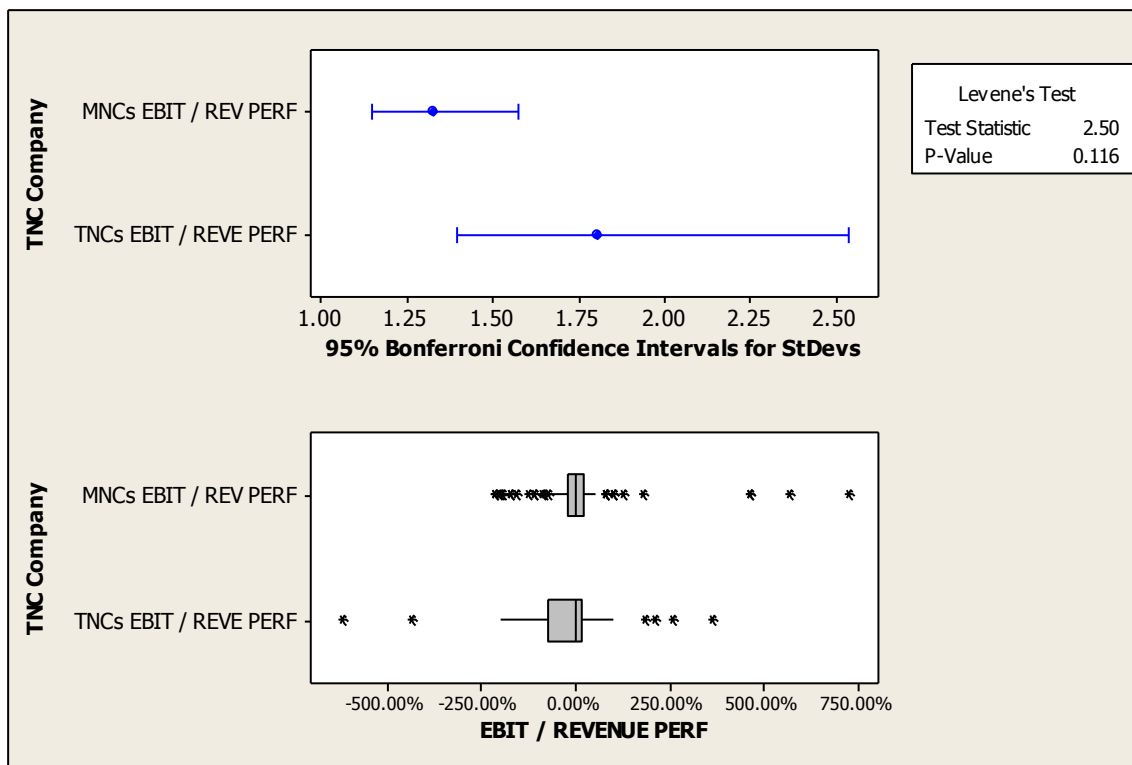 TNC Company
MNCs EBIT / REV PERF
TNCs EBIT / REVE PERF
1.00 1.25 1.50 1.75 2.00 2.25 2.50
95% Bonferroni Confidence Intervals for StDevs
Levene's Test
Test Statistic 2.50
P-Value 0.116
TNC Company
MNCs EBIT / REV PERF
TNCs EBIT / REVE PERF
-500.00% -250.00% 0.00% 250.00% 500.00% 750.00%
EBIT / REVENUE PERF